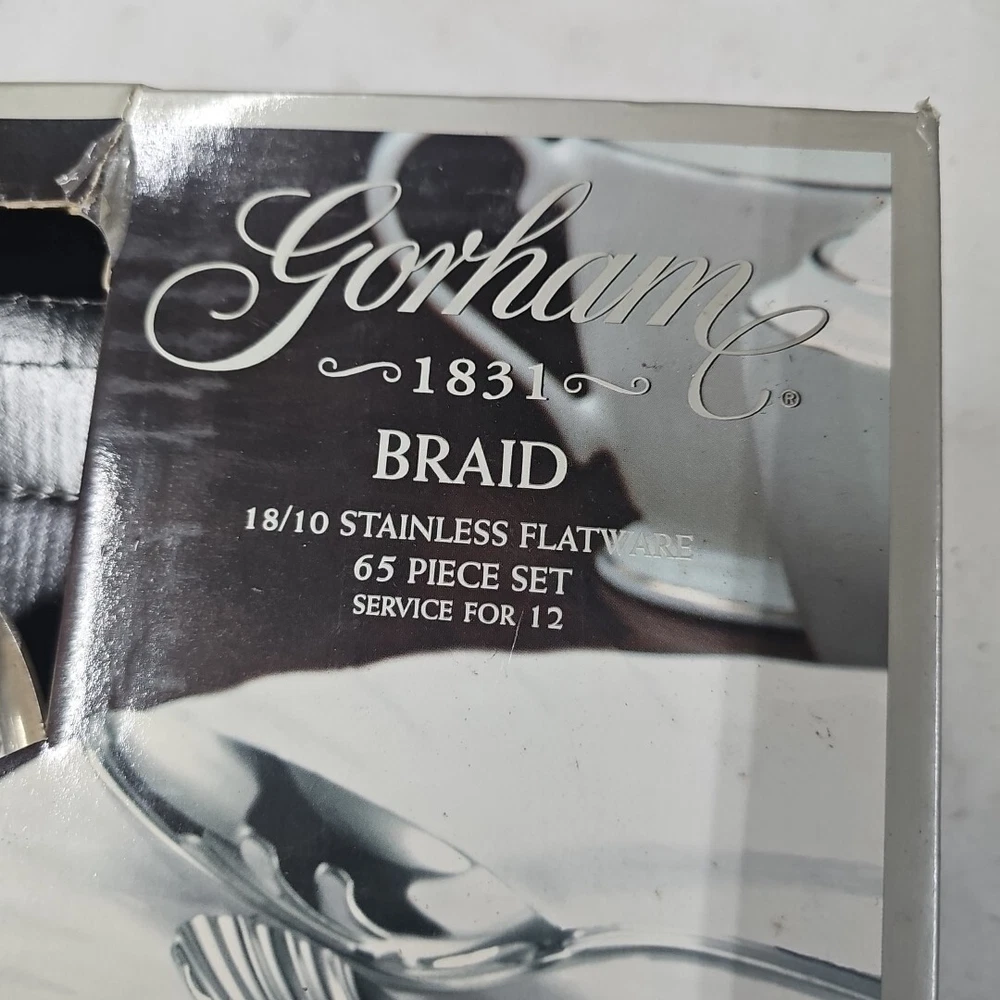 Gorham
1831
®
BRAID
18/10 STAINLESS FLATWARE
65 PIECE SET
SERVICE FOR 12